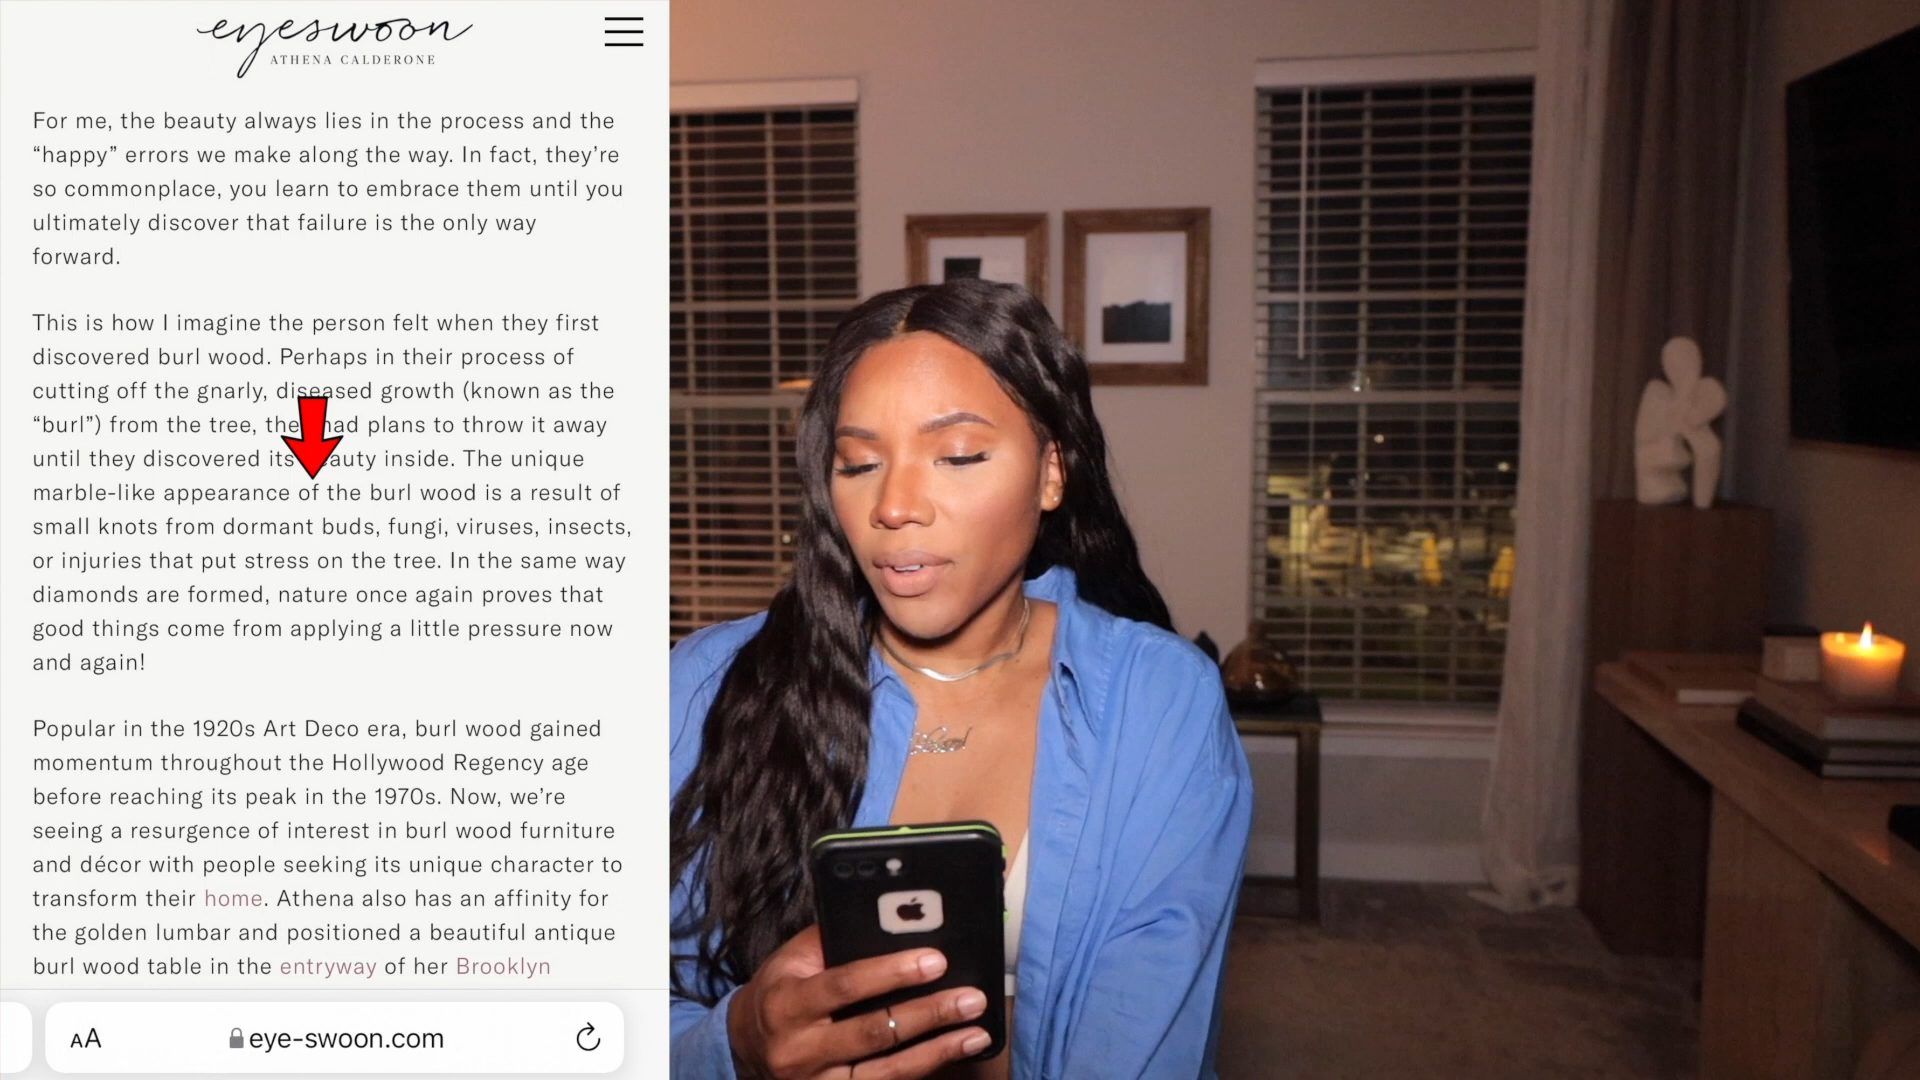 eyeswoon
ATHENA CALDERONE
For me, the beauty always lies in the process and the
“happy” errors we make along the way. In fact, they’re
so commonplace, you learn to embrace them until you
ultimately discover that failure is the only way
forward.
This is how I imagine the person felt when they first
discovered burl wood. Perhaps in their process of
cutting off the gnarly, diseased growth (known as the
“burl”) from the tree, they had plans to throw it away
until they discovered its beauty inside. The unique
marble-like appearance of the burl wood is a result of
small knots from dormant buds, fungi, viruses, insects,
or injuries that put stress on the tree. In the same way
diamonds are formed, nature once again proves that
good things come from applying a little pressure now
and again!
Popular in the 1920s Art Deco era, burl wood gained
momentum throughout the Hollywood Regency age
before reaching its peak in the 1970s. Now, we’re
seeing a resurgence of interest in burl wood furniture
and décor with people seeking its unique character to
transform their home. Athena also has an affinity for
the golden lumbar and positioned a beautiful antique
burl wood table in the entryway of her Brooklyn
AA
eye-swoon.com